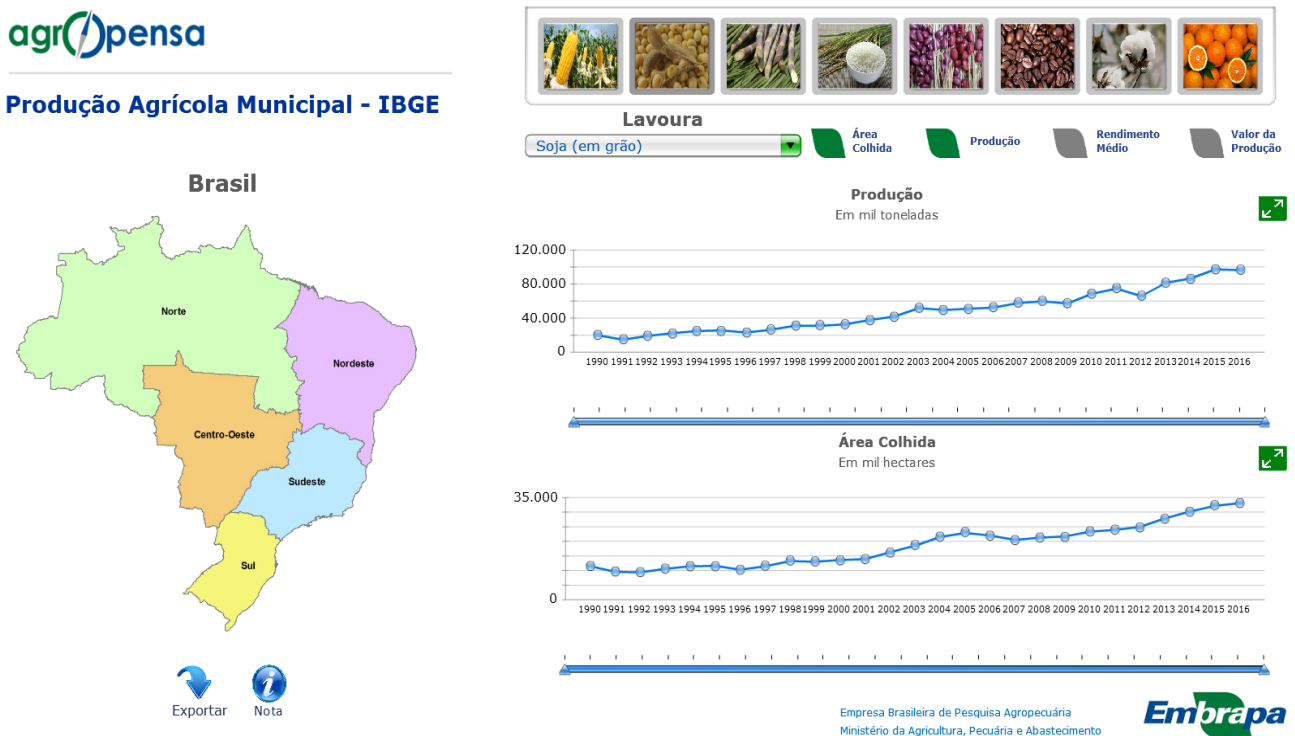 agropensa
Produção Agrícola Municipal - IBGE
Lavoura
Soja (em grão)
Área
Colhida
Produção
Rendimento
Médio
Valor da
Produção
Brasil
Norte
Nordeste
Centro-Oeste
Sudeste
Sul
Exportar
Nota
Produção
Em mil toneladas
120.000
80.000
40.000
0
1990 1991 1992 1993 1994 1995 1996 1997 1998 1999 2000 2001 2002 2003 2004 2005 2006 2007 2008 2009 2010 2011 2012 2013 2014 2015 2016
Área Colhida
Em mil hectares
35.000
0
1990 1991 1992 1993 1994 1995 1996 1997 1998 1999 2000 2001 2002 2003 2004 2005 2006 2007 2008 2009 2010 2011 2012 2013 2014 2015 2016
Empresa Brasileira de Pesquisa Agropecuária
Ministério da Agricultura, Pecuária e Abastecimento
Embrapa